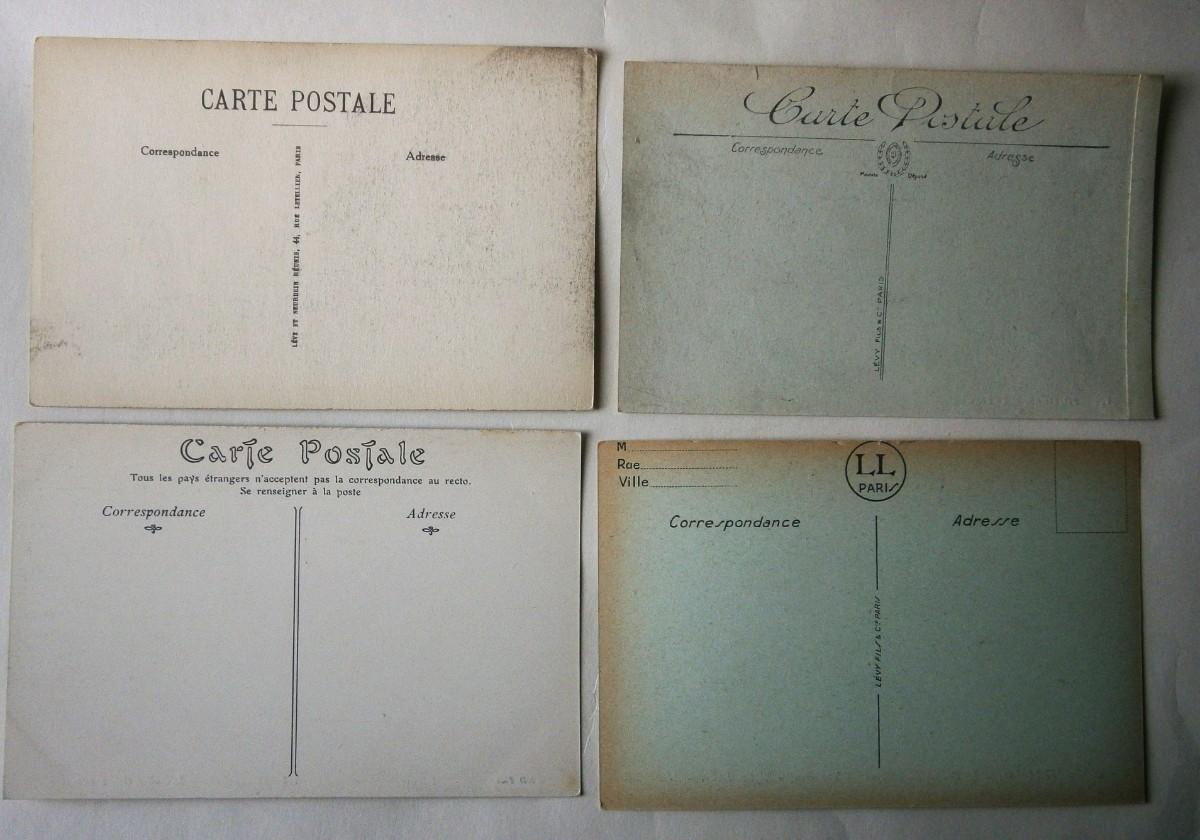 CARTE POSTALE
Correspondance
Adresse
LÉVY ET NEURDEIN RÉUNIS, 44, RUE LETELLIER, PARIS
Carte Postale
Correspondance
Adresse
Marque Déposé
LÉVY FILS & Cie PARIS
Carte Postale
Tous les pays étrangers n'acceptent pas la correspondance au recto.
Se renseigner à la poste
Correspondance
Adresse
M
Rue
Ville
LL
PARIS
Correspondance
Adresse
LÉVY FILS & Cie PARIS